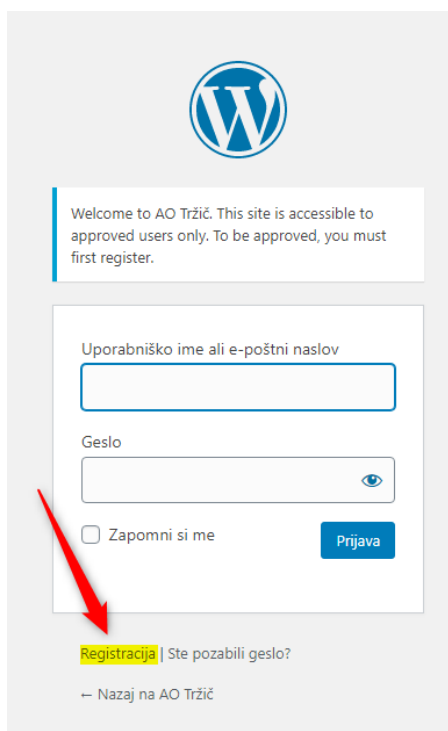 Welcome to AO Tržič. This site is accessible to
approved users only. To be approved, you must
first register.
Uporabniško ime ali e-poštni naslov
Geslo
Zapomni si me
Prijava
Registracija | Ste pozabili geslo?
← Nazaj na AO Tržič